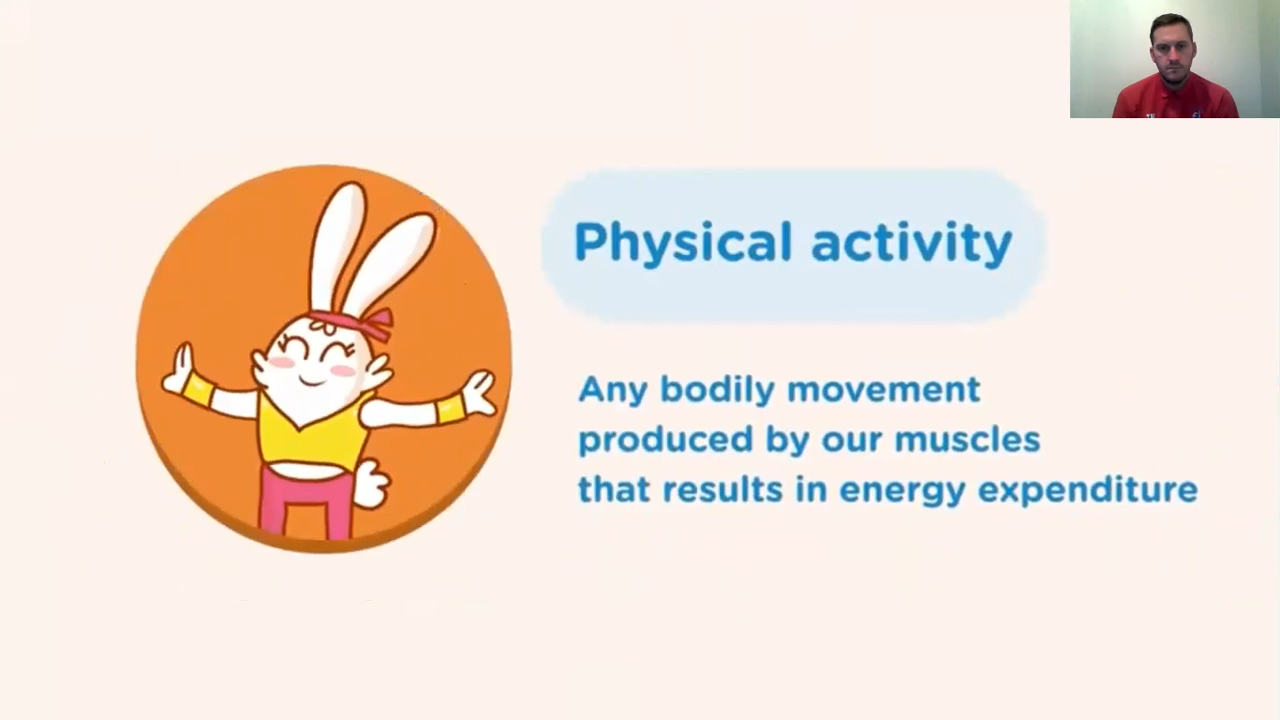 Physical activity
Any bodily movement
produced by our muscles
that results in energy expenditure